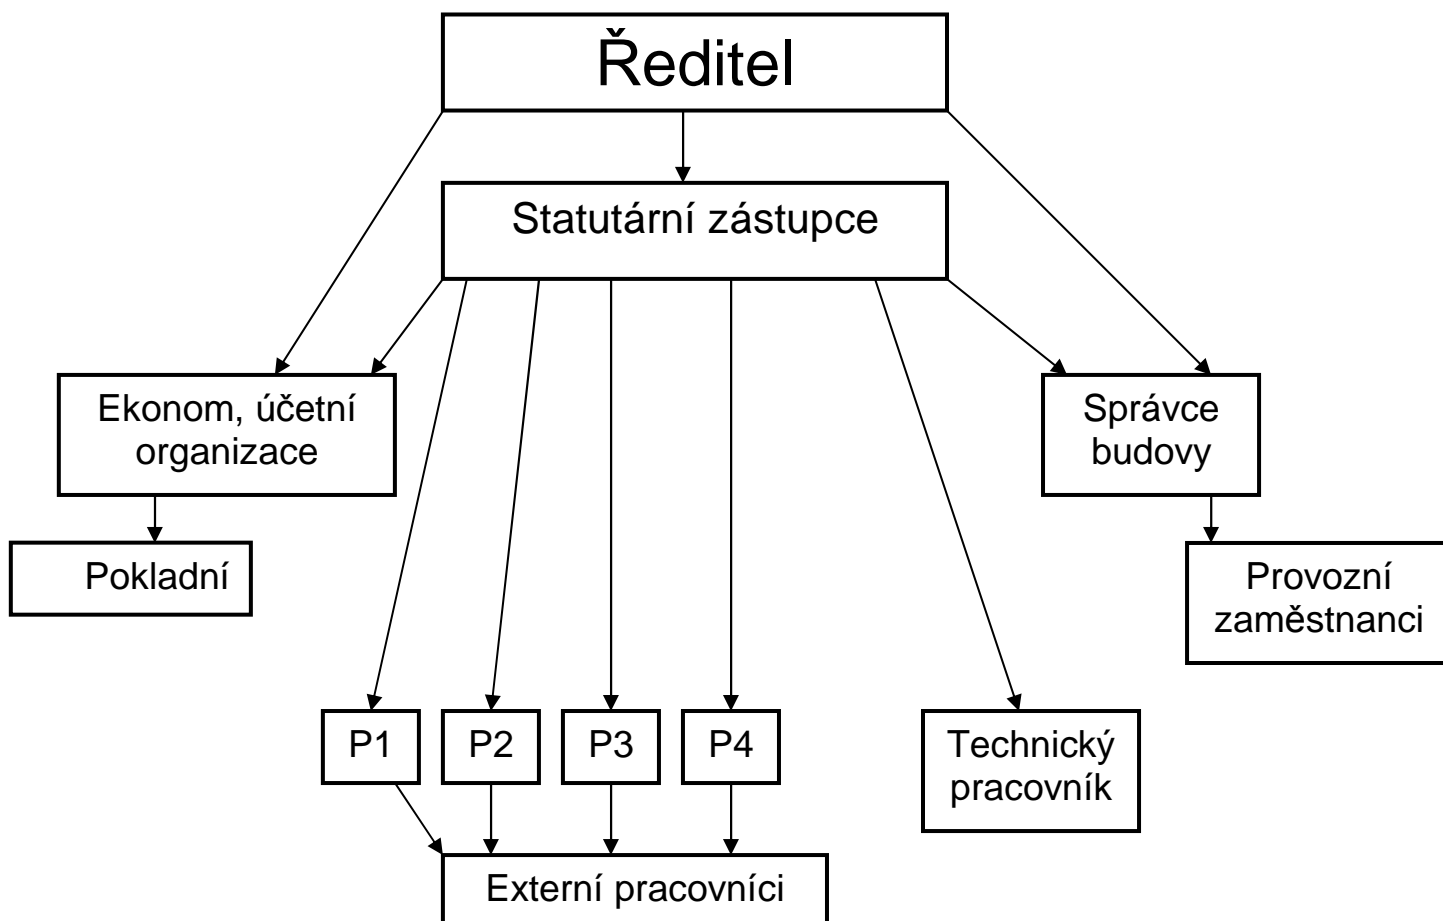 Ředitel
Statutární zástupce
Ekonom, účetní
organizace
Správce
budovy
Pokladní
Provozní
zaměstnanci
P1
P2
P3
P4
Technický
pracovník
Externí pracovníci